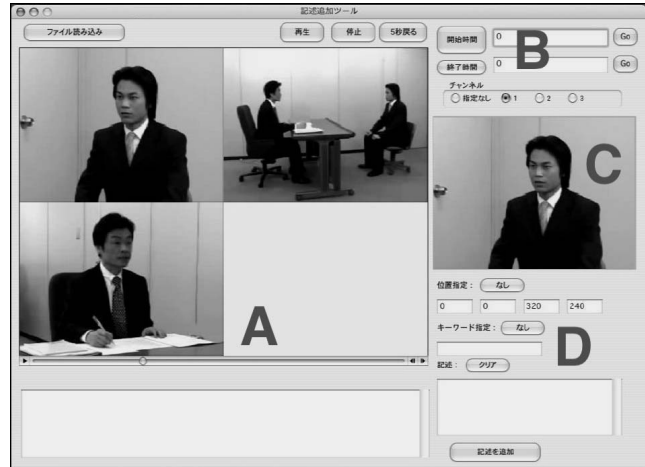 記述追加ツール
ファイル読み込み
再生 停止 5秒戻る
開始時間 0 Go
B
終了時間 0 Go
チャンネル
指定なし 1 2 3
C
A
位置指定： なし
0 0 320 240
キーワード指定： なし
D
記述： クリア
記述を追加